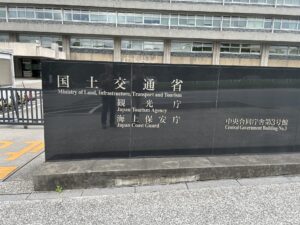 国土交通省
Ministry of Land, Infrastructure, Transport and Tourism
観光庁
Japan Tourism Agency
海上保安庁
Japan Coast Guard
中央合同庁舎第3号館
Central Government Building No.3